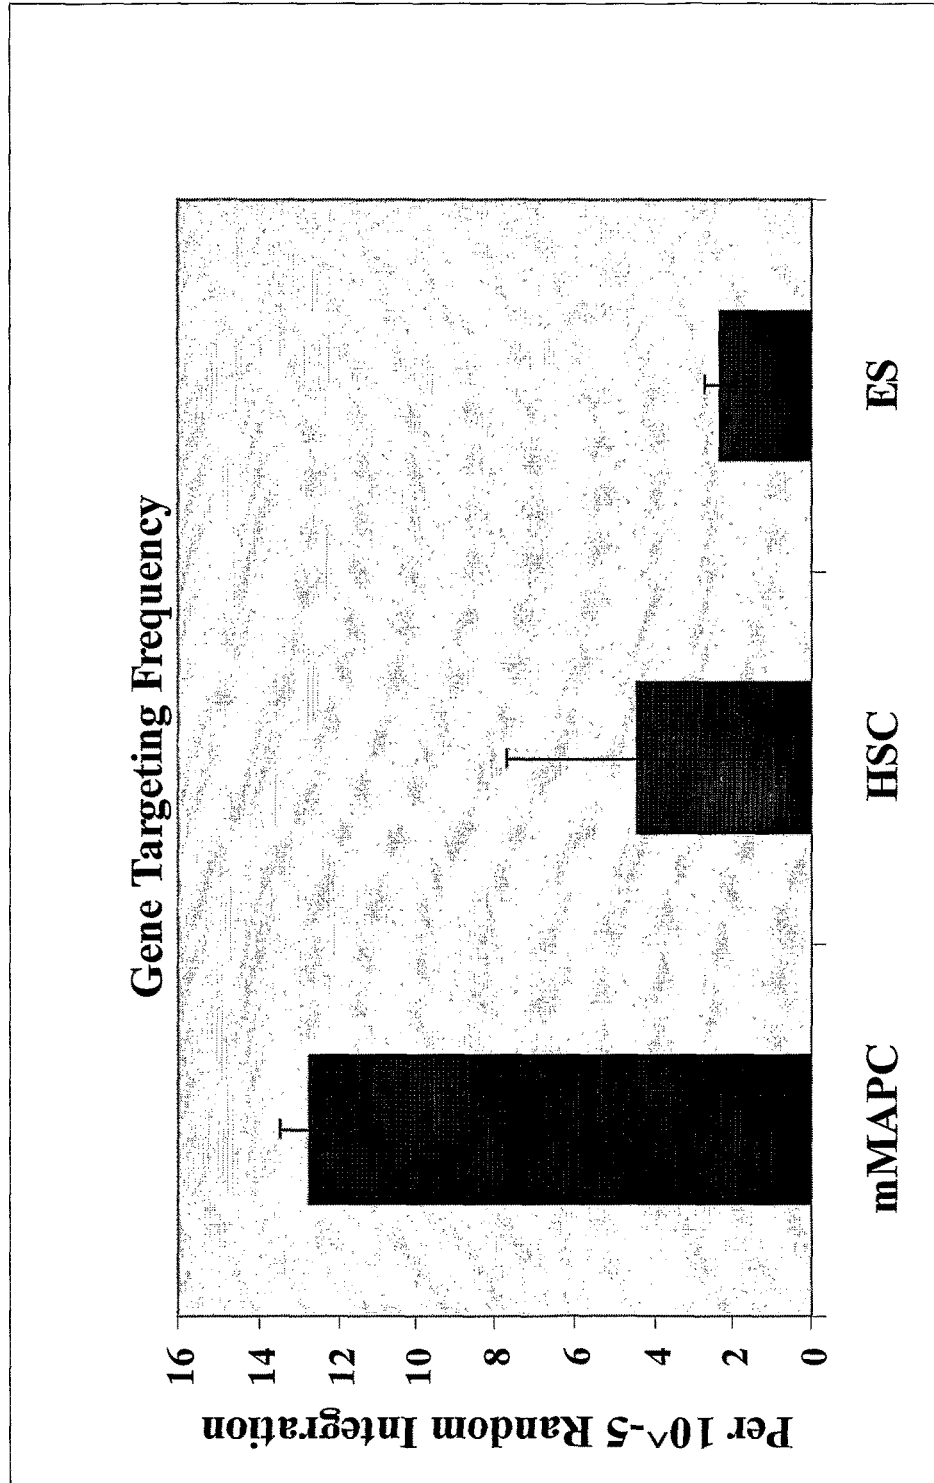 Gene Targeting Frequency
Per 10^-5 Random Integration
16
14
12
10
8
6
4
2
0
mMAPC
HSC
ES